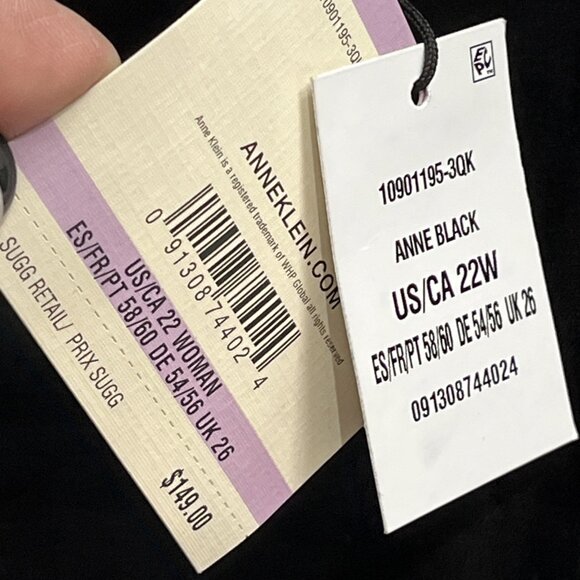 10901195-3QK
ANNEKLEIN.COM
Anne Klein is a registered trademark of WHP Global all rights reserved
0 91308 74402 4
US/CA 22 WOMAN
ES/FR/PT 58/60 DE 54/56 UK 26
SUGG RETAIL/ PRIX SUGG
$149.00
EPU™
10901195-3QK
ANNE BLACK
US/CA 22W
ES/FR/PT 58/60 DE 54/56 UK 26
091308744024